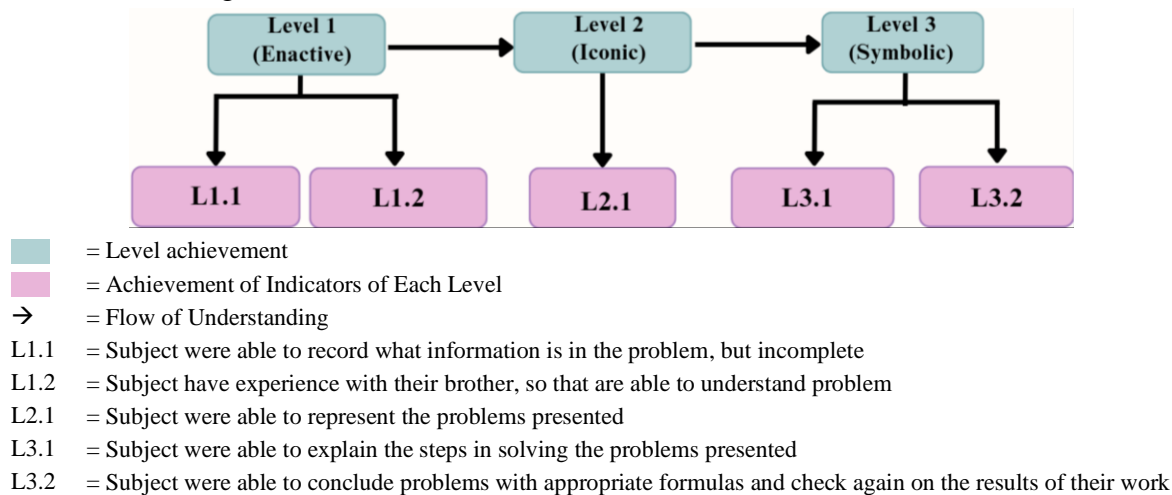 Level 1
(Enactive)
Level 2
(Iconic)
Level 3
(Symbolic)
L1.1
L1.2
L2.1
L3.1
L3.2
= Level achievement
= Achievement of Indicators of Each Level
→ = Flow of Understanding
L1.1 = Subject were able to record what information is in the problem, but incomplete
L1.2 = Subject have experience with their brother, so that are able to understand problem
L2.1 = Subject were able to represent the problems presented
L3.1 = Subject were able to explain the steps in solving the problems presented
L3.2 = Subject were able to conclude problems with appropriate formulas and check again on the results of their work